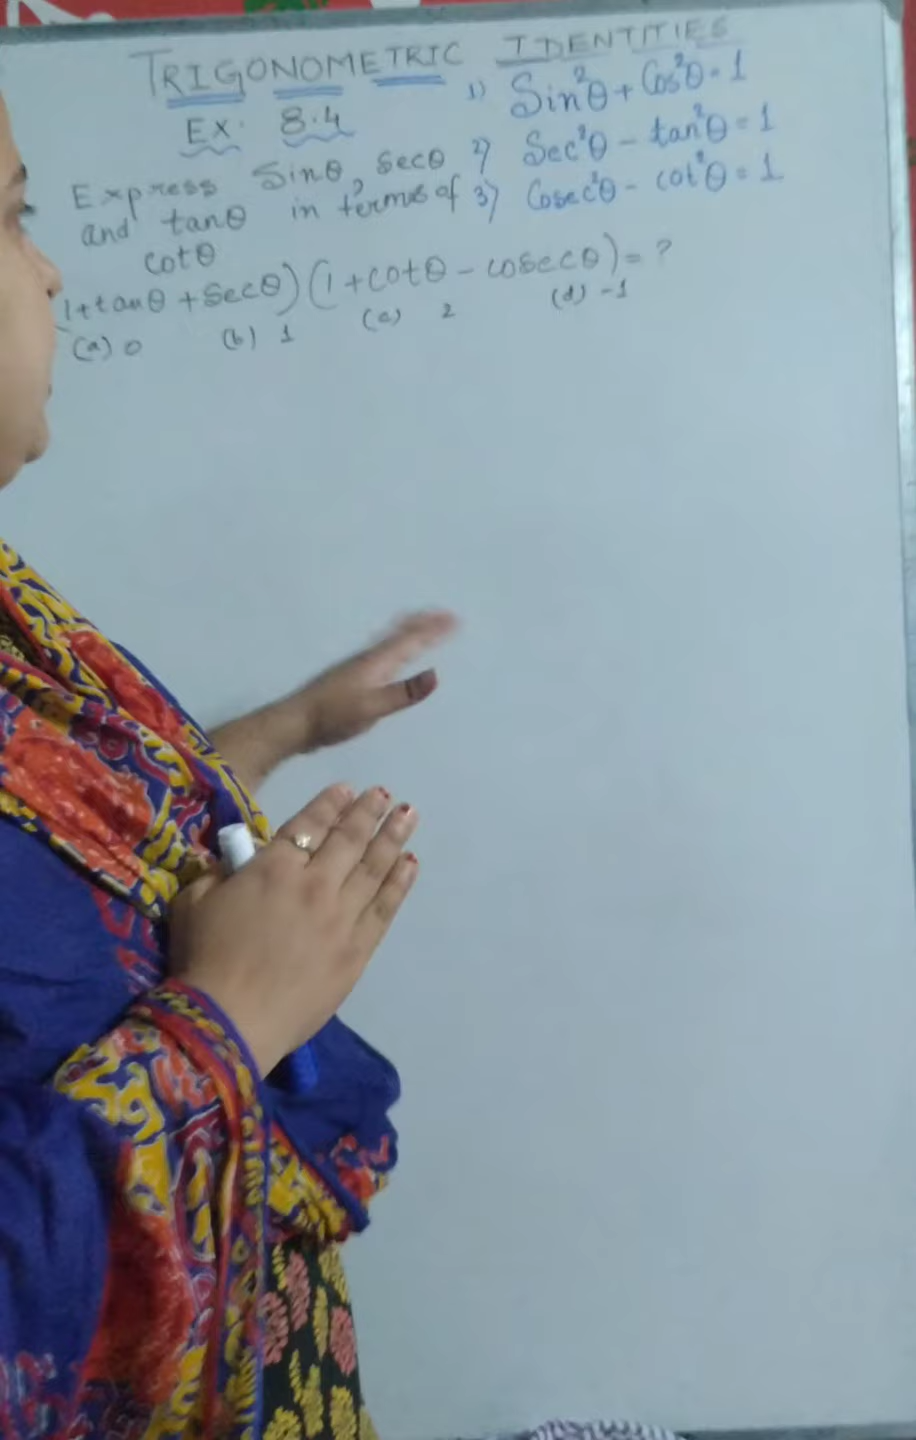 TRIGONOMETRIC IDENTITIES
Ex. 8.4
1) Sin²θ + Cos²θ = 1
2) Sec²θ - tan²θ = 1
3) Cosec²θ - cot²θ = 1
Express Sinθ, Secθ
and tanθ in terms of
cotθ
1+tanθ + Secθ) (1 + cotθ - cosecθ) = ?
(a) 0 (b) 1 (c) 2 (d) -1